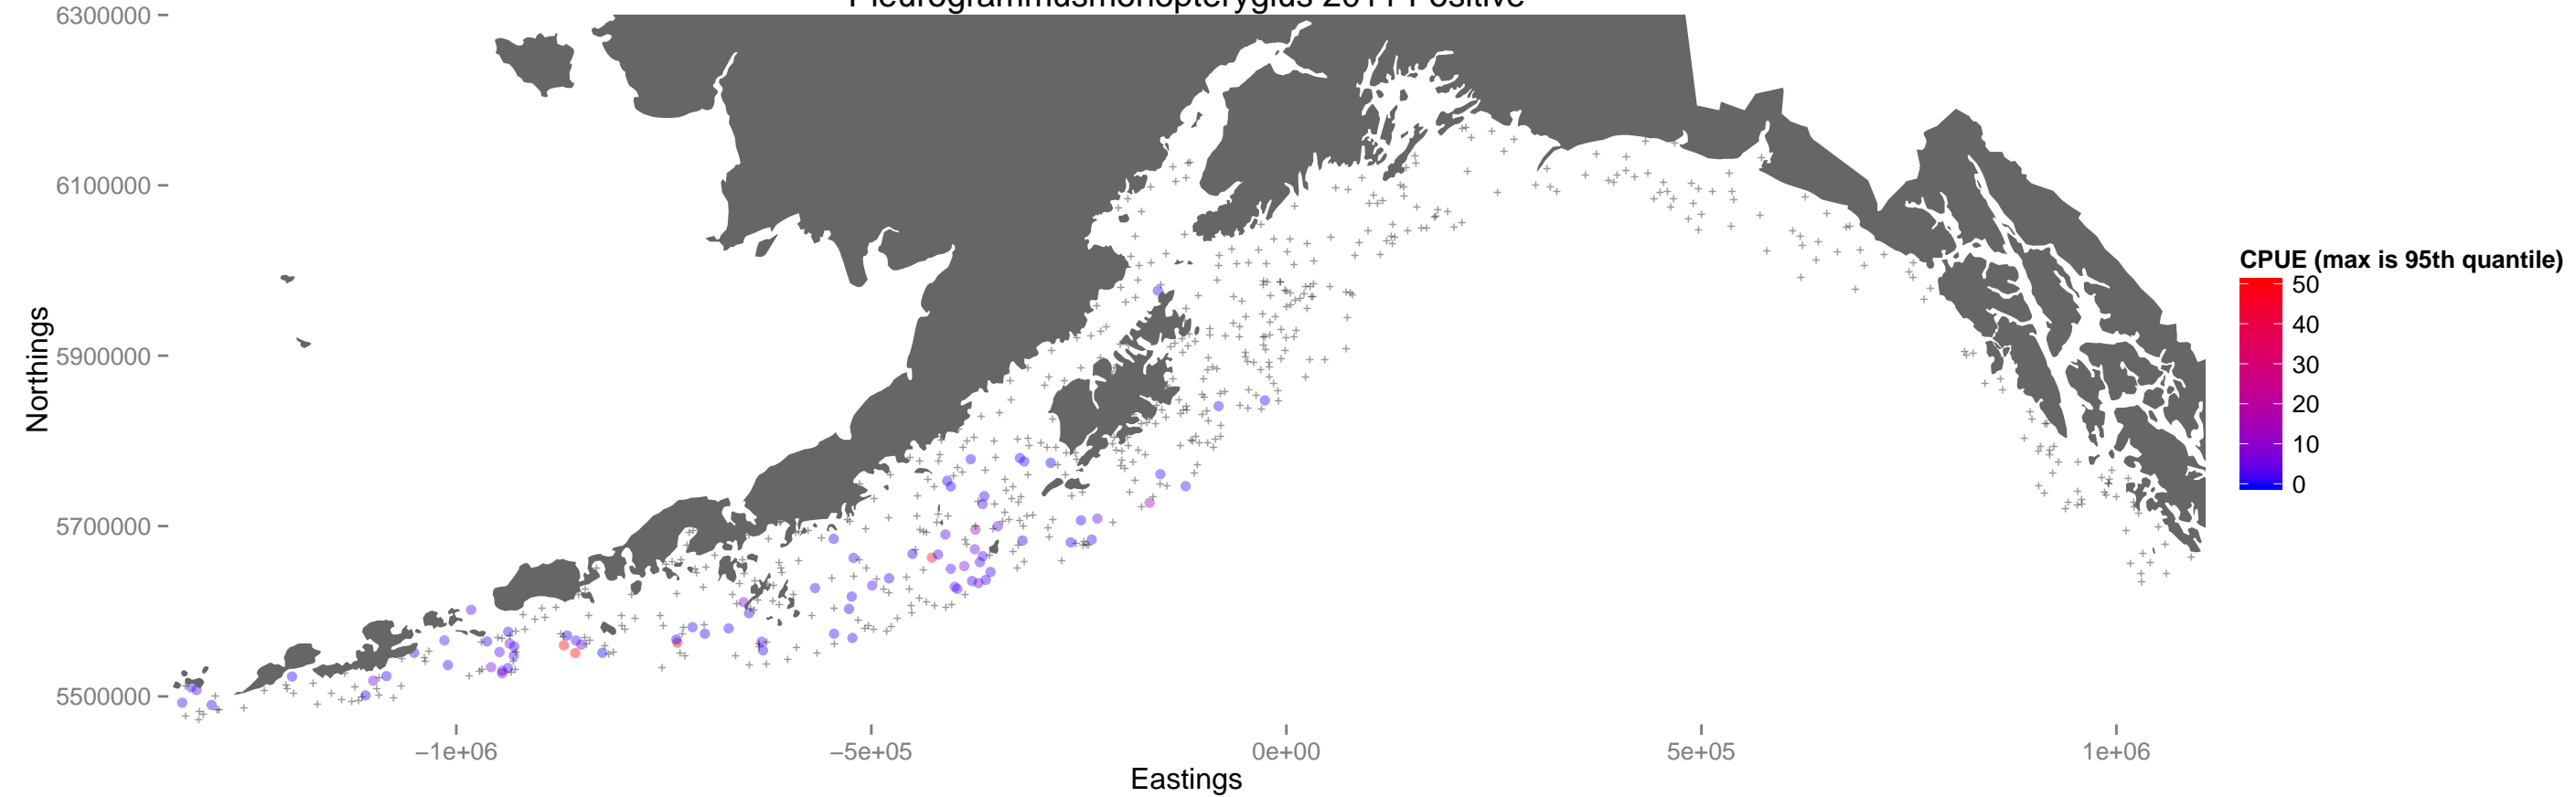 Pleurogrammusmonopterygius 2011 Positive
6300000
6100000
5900000
5700000
5500000
Northings
−1e+06
−5e+05
0e+00
5e+05
1e+06
Eastings
CPUE (max is 95th quantile)
50
40
30
20
10
0